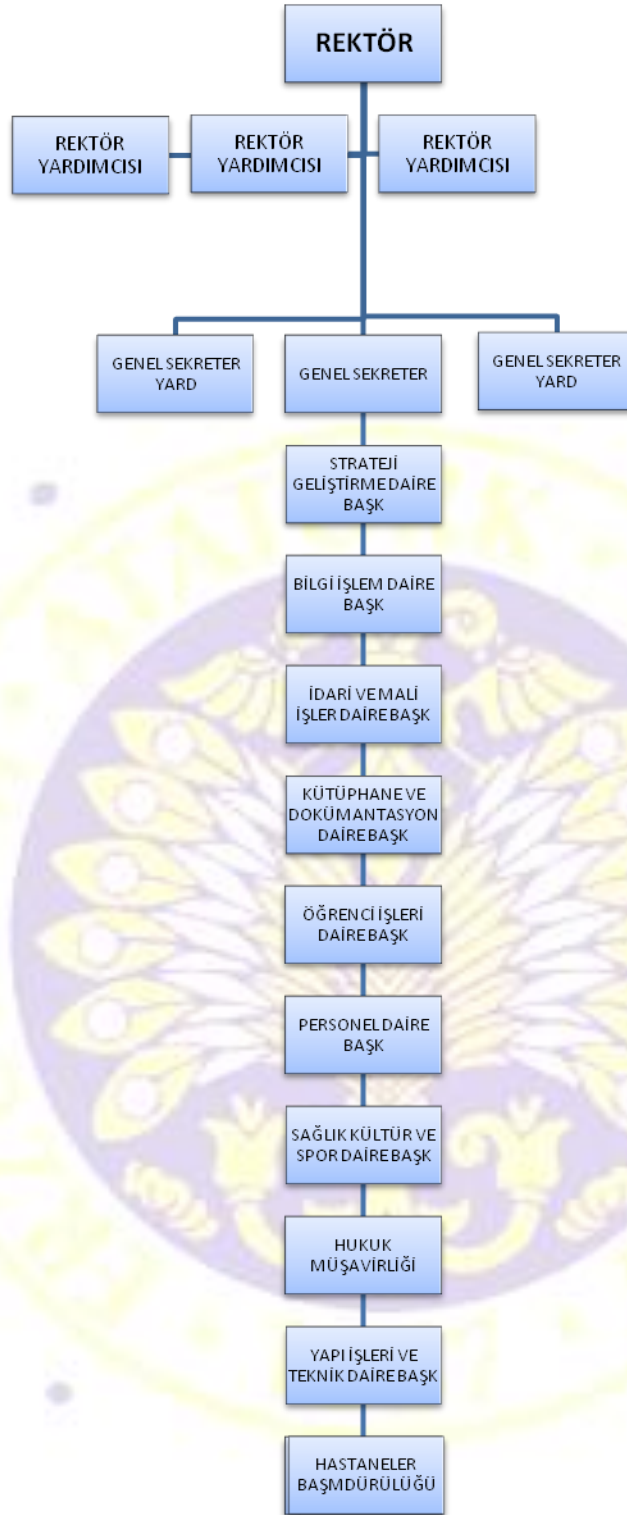 REKTÖR
REKTÖR
YARDIMCISI
REKTÖR
YARDIMCISI
REKTÖR
YARDIMCISI
GENEL SEKRETER
YARD
GENEL SEKRETER
GENEL SEKRETER
YARD
STRATEJİ
GELİŞTİRME DAİRE
BAŞK
BİLGİ İŞLEM DAİRE
BAŞK
İDARİ VE MALİ
İŞLER DAİRE BAŞK
KÜTÜPHANE VE
DOKÜMANTASYON
DAİRE BAŞK
ÖĞRENCİ İŞLERİ
DAİRE BAŞK
PERSONEL DAİRE
BAŞK
SAĞLIK KÜLTÜR VE
SPOR DAİRE BAŞK
HUKUK
MÜŞAVİRLİĞİ
YAPI İŞLERİ VE
TEKNİK DAİRE BAŞK
HASTANELER
BAŞMDÜRÜLÜĞÜ